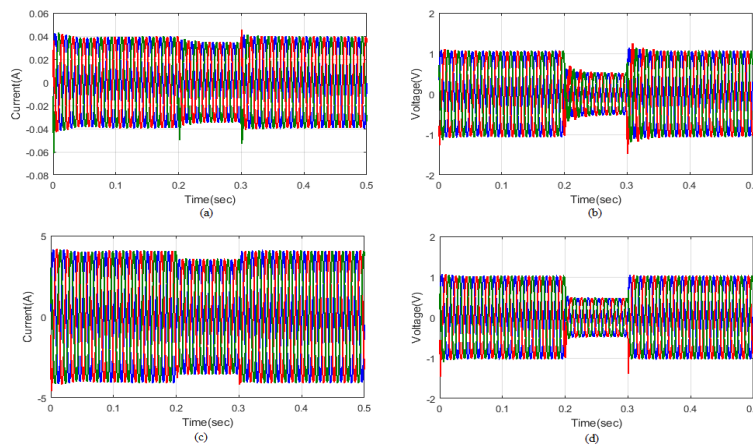 0.06
0.04
0.02
0
-0.02
-0.04
-0.06
-0.08
Current(A)
0 0.1 0.2 0.3 0.4 0.5
Time(sec)
(a)
2
1
0
-1
-2
Voltage(V)
0 0.1 0.2 0.3 0.4 0.5
Time(sec)
(b)
5
0
-5
Current(A)
0 0.1 0.2 0.3 0.4 0.5
Time(sec)
(c)
2
1
0
-1
-2
Voltage(V)
0 0.1 0.2 0.3 0.4 0.5
Time(sec)
(d)